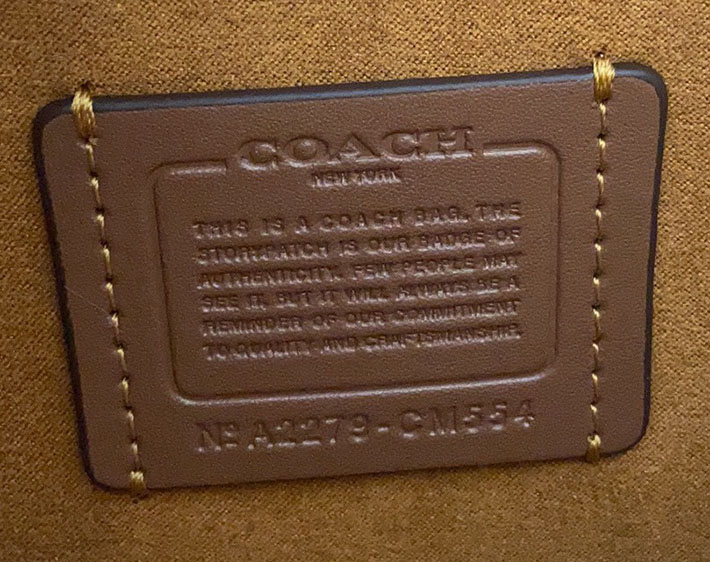 COACH
NEW YORK
THIS IS A COACH BAG. THE
STORYPATCH IS OUR BADGE OF
AUTHENTICITY. FEW PEOPLE MAY
SEE IT, BUT IT WILL ALWAYS BE A
REMINDER OF OUR COMMITMENT
TO QUALITY AND CRAFTSMANSHIP.
Nº A2279-CM554